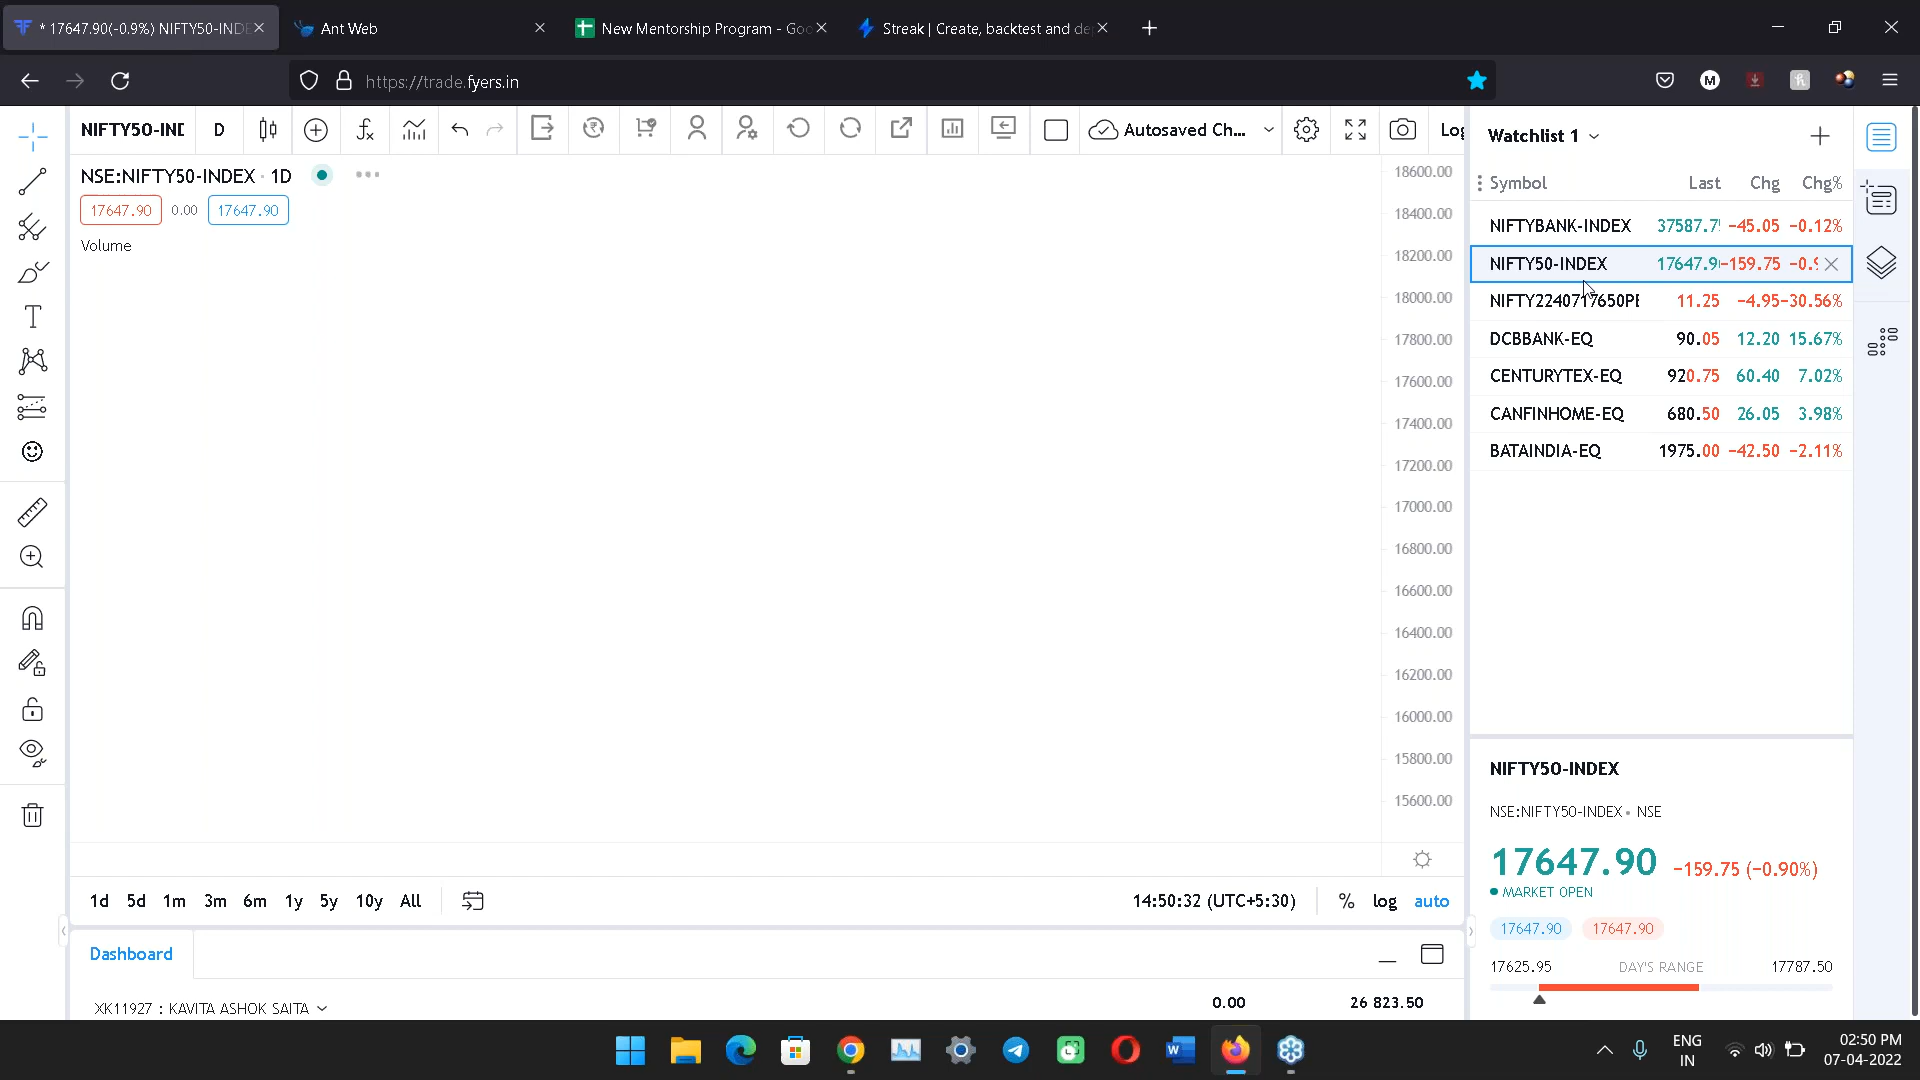 * 17647.90(-0.9%) NIFTY50-INDE
Ant Web
New Mentorship Program - Goo
Streak | Create, backtest and de
https://trade.fyers.in
M
NIFTY50-INI
D
Autosaved Ch...
Log
Watchlist 1
NSE:NIFTY50-INDEX · 1D
17647.90
0.00
17647.90
Volume
18600.00
18400.00
18200.00
18000.00
17800.00
17600.00
17400.00
17200.00
17000.00
16800.00
16600.00
16400.00
16200.00
16000.00
15800.00
15600.00
Symbol Last Chg Chg%
NIFTYBANK-INDEX 37587.7 -45.05 -0.12%
NIFTY50-INDEX 17647.9 -159.75 -0.9
NIFTY2240717650PE 11.25 -4.95 -30.56%
DCBBANK-EQ 90.05 12.20 15.67%
CENTURYTEX-EQ 920.75 60.40 7.02%
CANFINHOME-EQ 680.50 26.05 3.98%
BATAINDIA-EQ 1975.00 -42.50 -2.11%
NIFTY50-INDEX
NSE:NIFTY50-INDEX • NSE
17647.90 -159.75 (-0.90%)
MARKET OPEN
17647.90 17647.90
17625.95 DAY'S RANGE 17787.50
1d 5d 1m 3m 6m 1y 5y 10y All
14:50:32 (UTC+5:30) % log auto
Dashboard
XK11927 : KAVITA ASHOK SAITA
0.00 26 823.50
ENG
IN
02:50 PM
07-04-2022